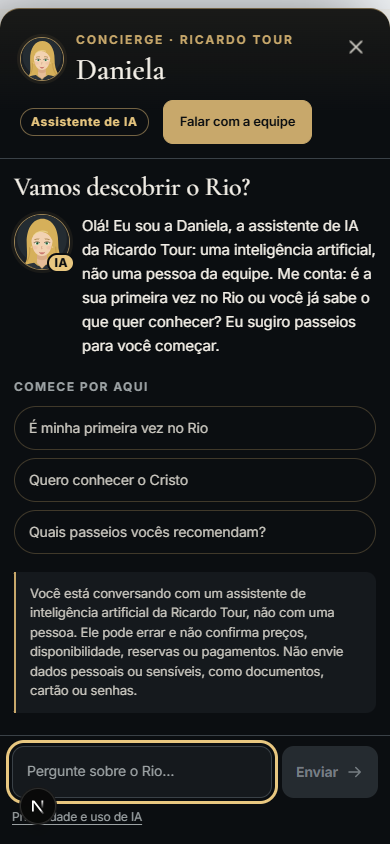 CONCIERGE · RICARDO TOUR
Daniela
Assistente de IA
Falar com a equipe
Vamos descobrir o Rio?
IA
Olá! Eu sou a Daniela, a assistente de IA
da Ricardo Tour: uma inteligência artificial,
não uma pessoa da equipe. Me conta: é a
sua primeira vez no Rio ou você já sabe o
que quer conhecer? Eu sugiro passeios
para você começar.
COMECE POR AQUI
É minha primeira vez no Rio
Quero conhecer o Cristo
Quais passeios vocês recomendam?
Você está conversando com um assistente de
inteligência artificial da Ricardo Tour, não com uma
pessoa. Ele pode errar e não confirma preços,
disponibilidade, reservas ou pagamentos. Não envie
dados pessoais ou sensíveis, como documentos,
cartão ou senhas.
Pergunte sobre o Rio...
Enviar →
N
e uso de IA